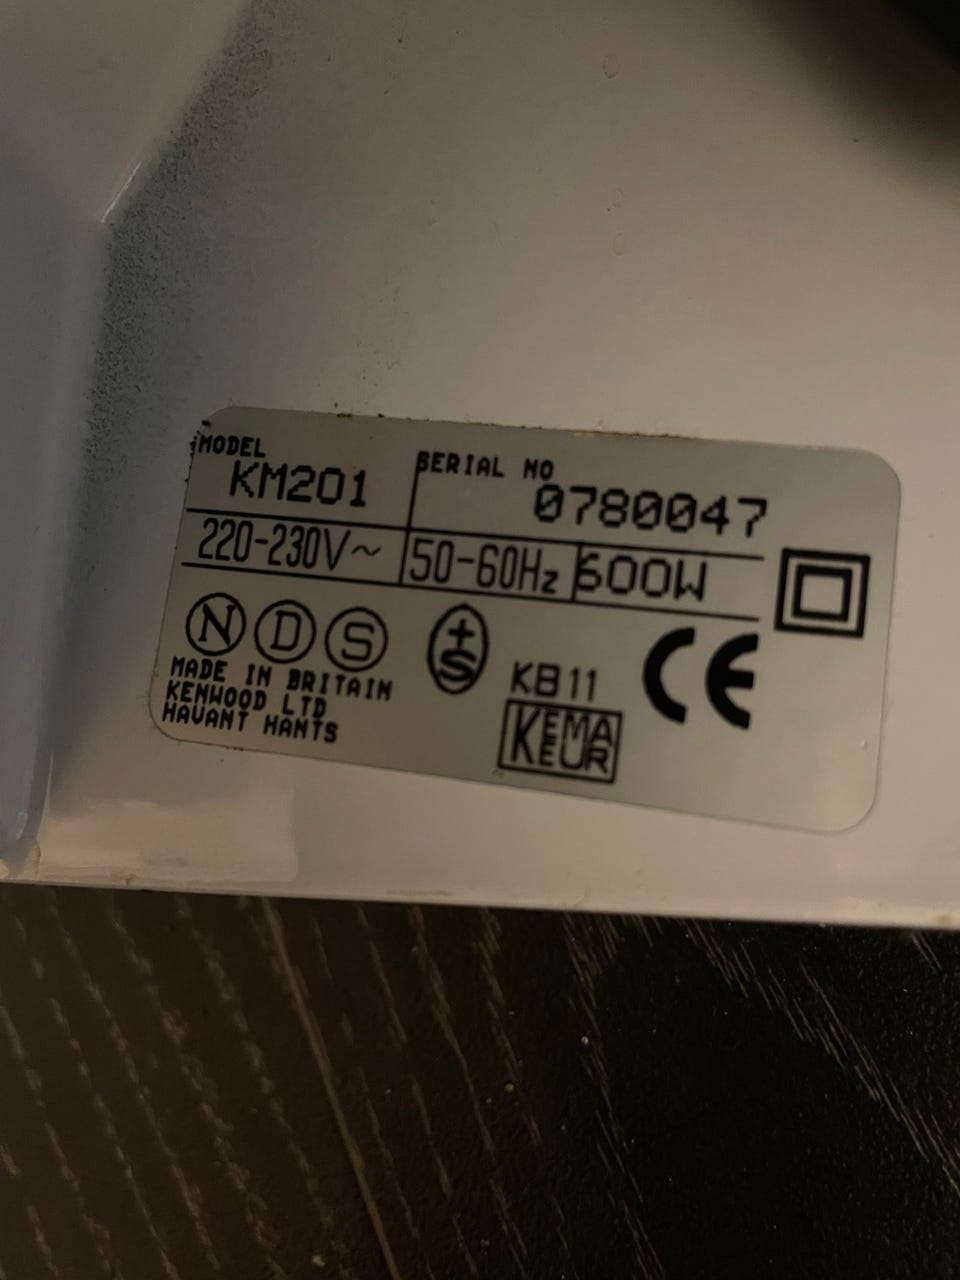 MODEL
KM201
SERIAL NO
0780047
220-230V~
50-60Hz
600W
N D S
+S
KB11
CE
KEMA
KEUR
MADE IN BRITAIN
KENWOOD LTD
HAVANT HANTS